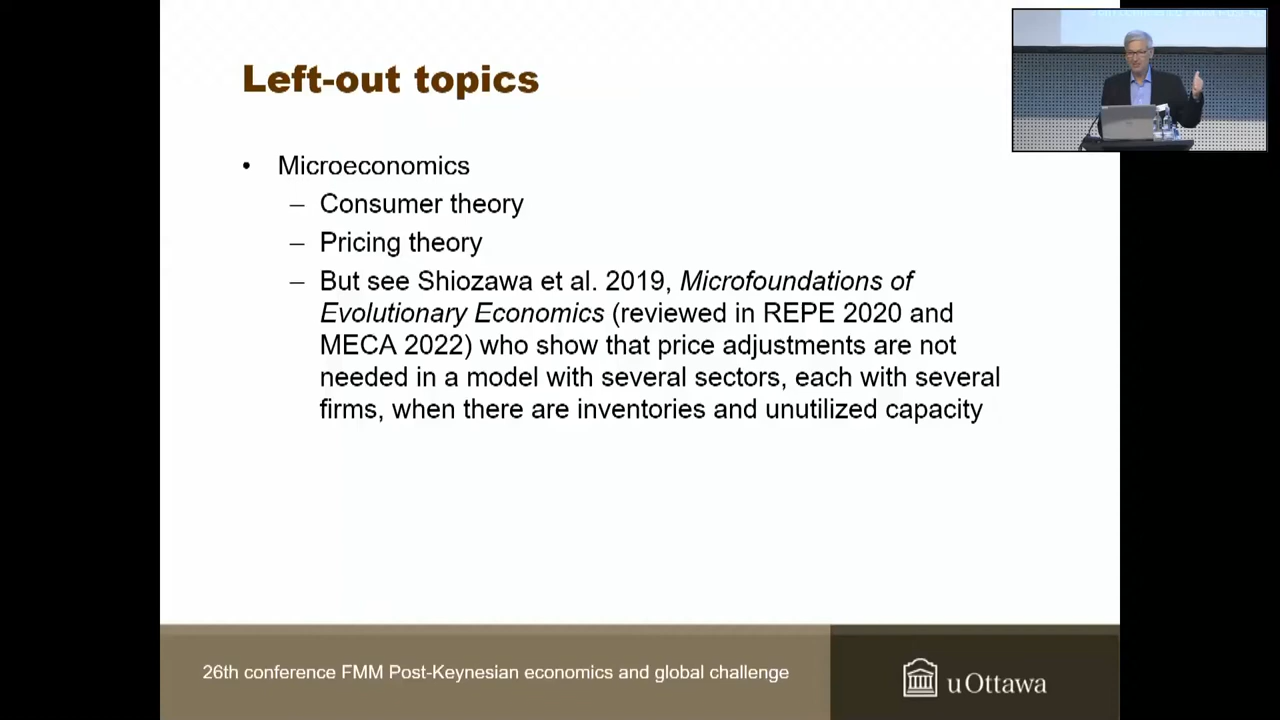 Left-out topics
• Microeconomics
– Consumer theory
– Pricing theory
– But see Shiozawa et al. 2019, Microfoundations of
Evolutionary Economics (reviewed in REPE 2020 and
MECA 2022) who show that price adjustments are not
needed in a model with several sectors, each with several
firms, when there are inventories and unutilized capacity
26th conference FMM Post-Keynesian economics and global challenge
uOttawa